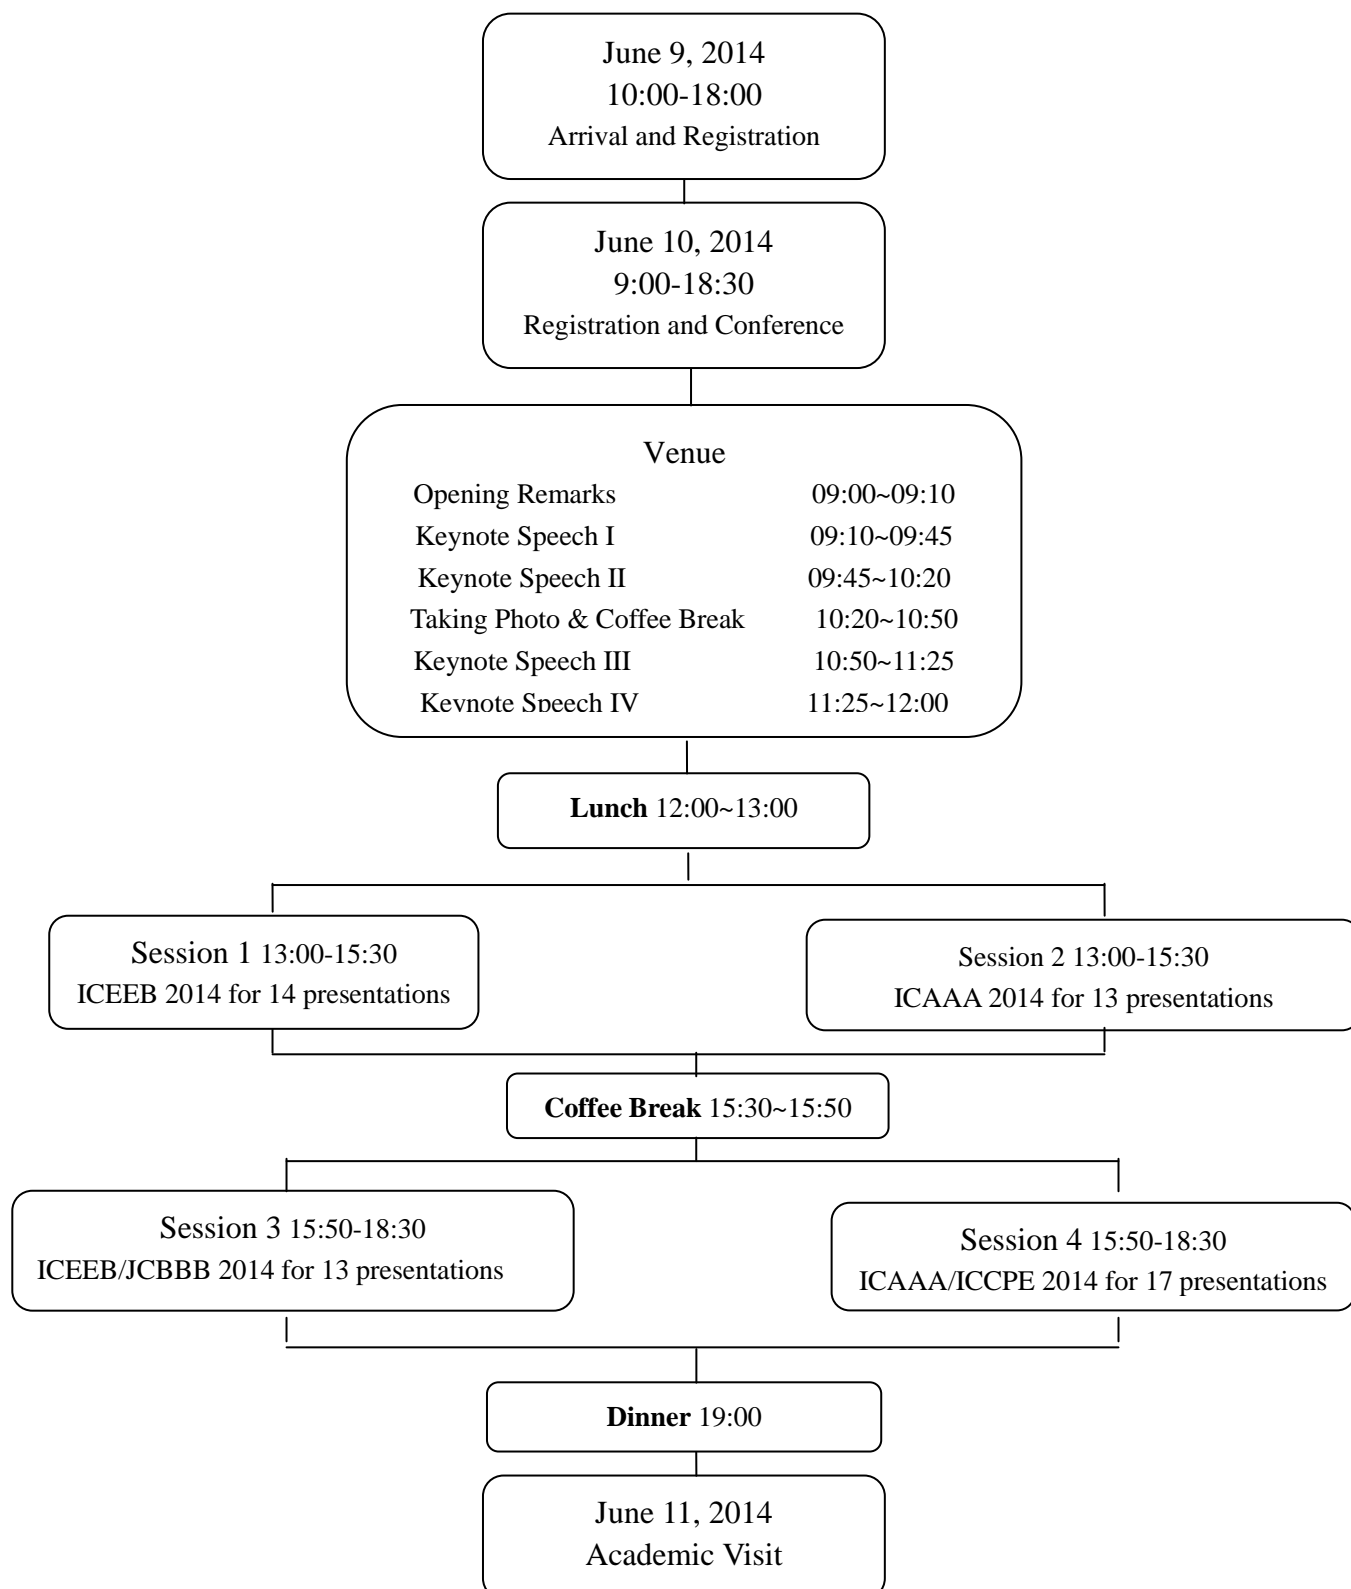 June 9, 2014
10:00-18:00
Arrival and Registration
June 10, 2014
9:00-18:30
Registration and Conference
Venue
Opening Remarks 09:00~09:10
Keynote Speech I 09:10~09:45
Keynote Speech II 09:45~10:20
Taking Photo & Coffee Break 10:20~10:50
Keynote Speech III 10:50~11:25
Keynote Speech IV 11:25~12:00
Lunch 12:00~13:00
Session 1 13:00-15:30
ICEEB 2014 for 14 presentations
Session 2 13:00-15:30
ICAAA 2014 for 13 presentations
Coffee Break 15:30~15:50
Session 3 15:50-18:30
ICEEB/JCBBB 2014 for 13 presentations
Session 4 15:50-18:30
ICAAA/ICCPE 2014 for 17 presentations
Dinner 19:00
June 11, 2014
Academic Visit